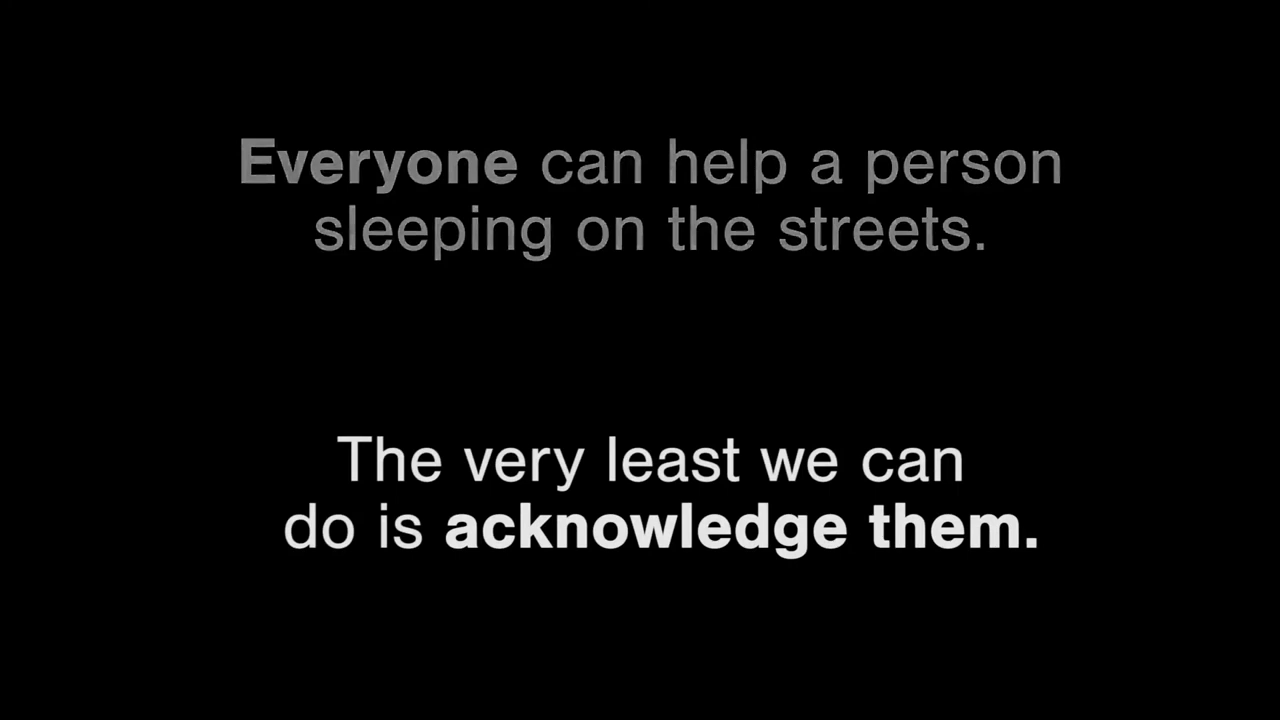 Everyone can help a person
sleeping on the streets.
The very least we can
do is acknowledge them.